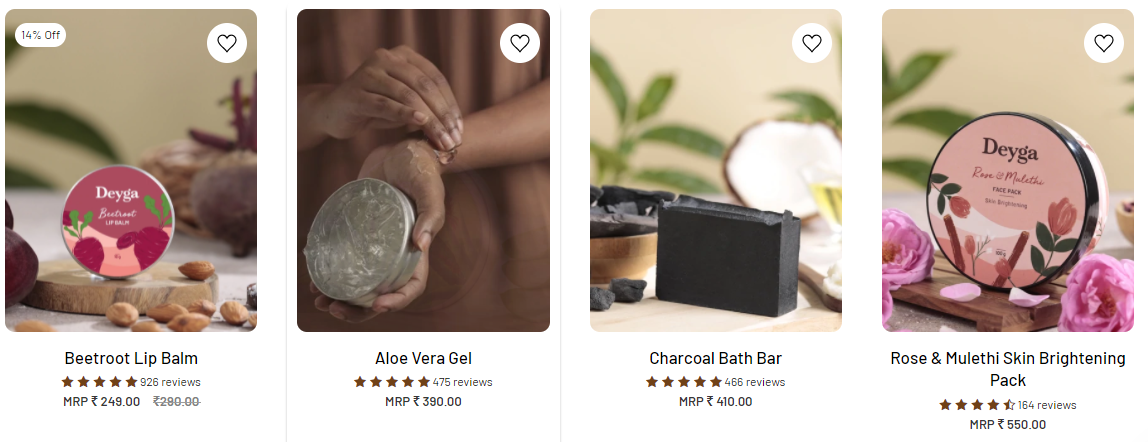 14% Off
Deyga
Beetroot
LIP BALM
Beetroot Lip Balm
926 reviews
MRP ₹ 249.00 ₹290.00
Aloe Vera Gel
475 reviews
MRP ₹ 390.00
Charcoal Bath Bar
466 reviews
MRP ₹ 410.00
Deyga
Rose & Mulethi
FACE PACK
Skin Brightening
Rose & Mulethi Skin Brightening
Pack
164 reviews
MRP ₹ 550.00